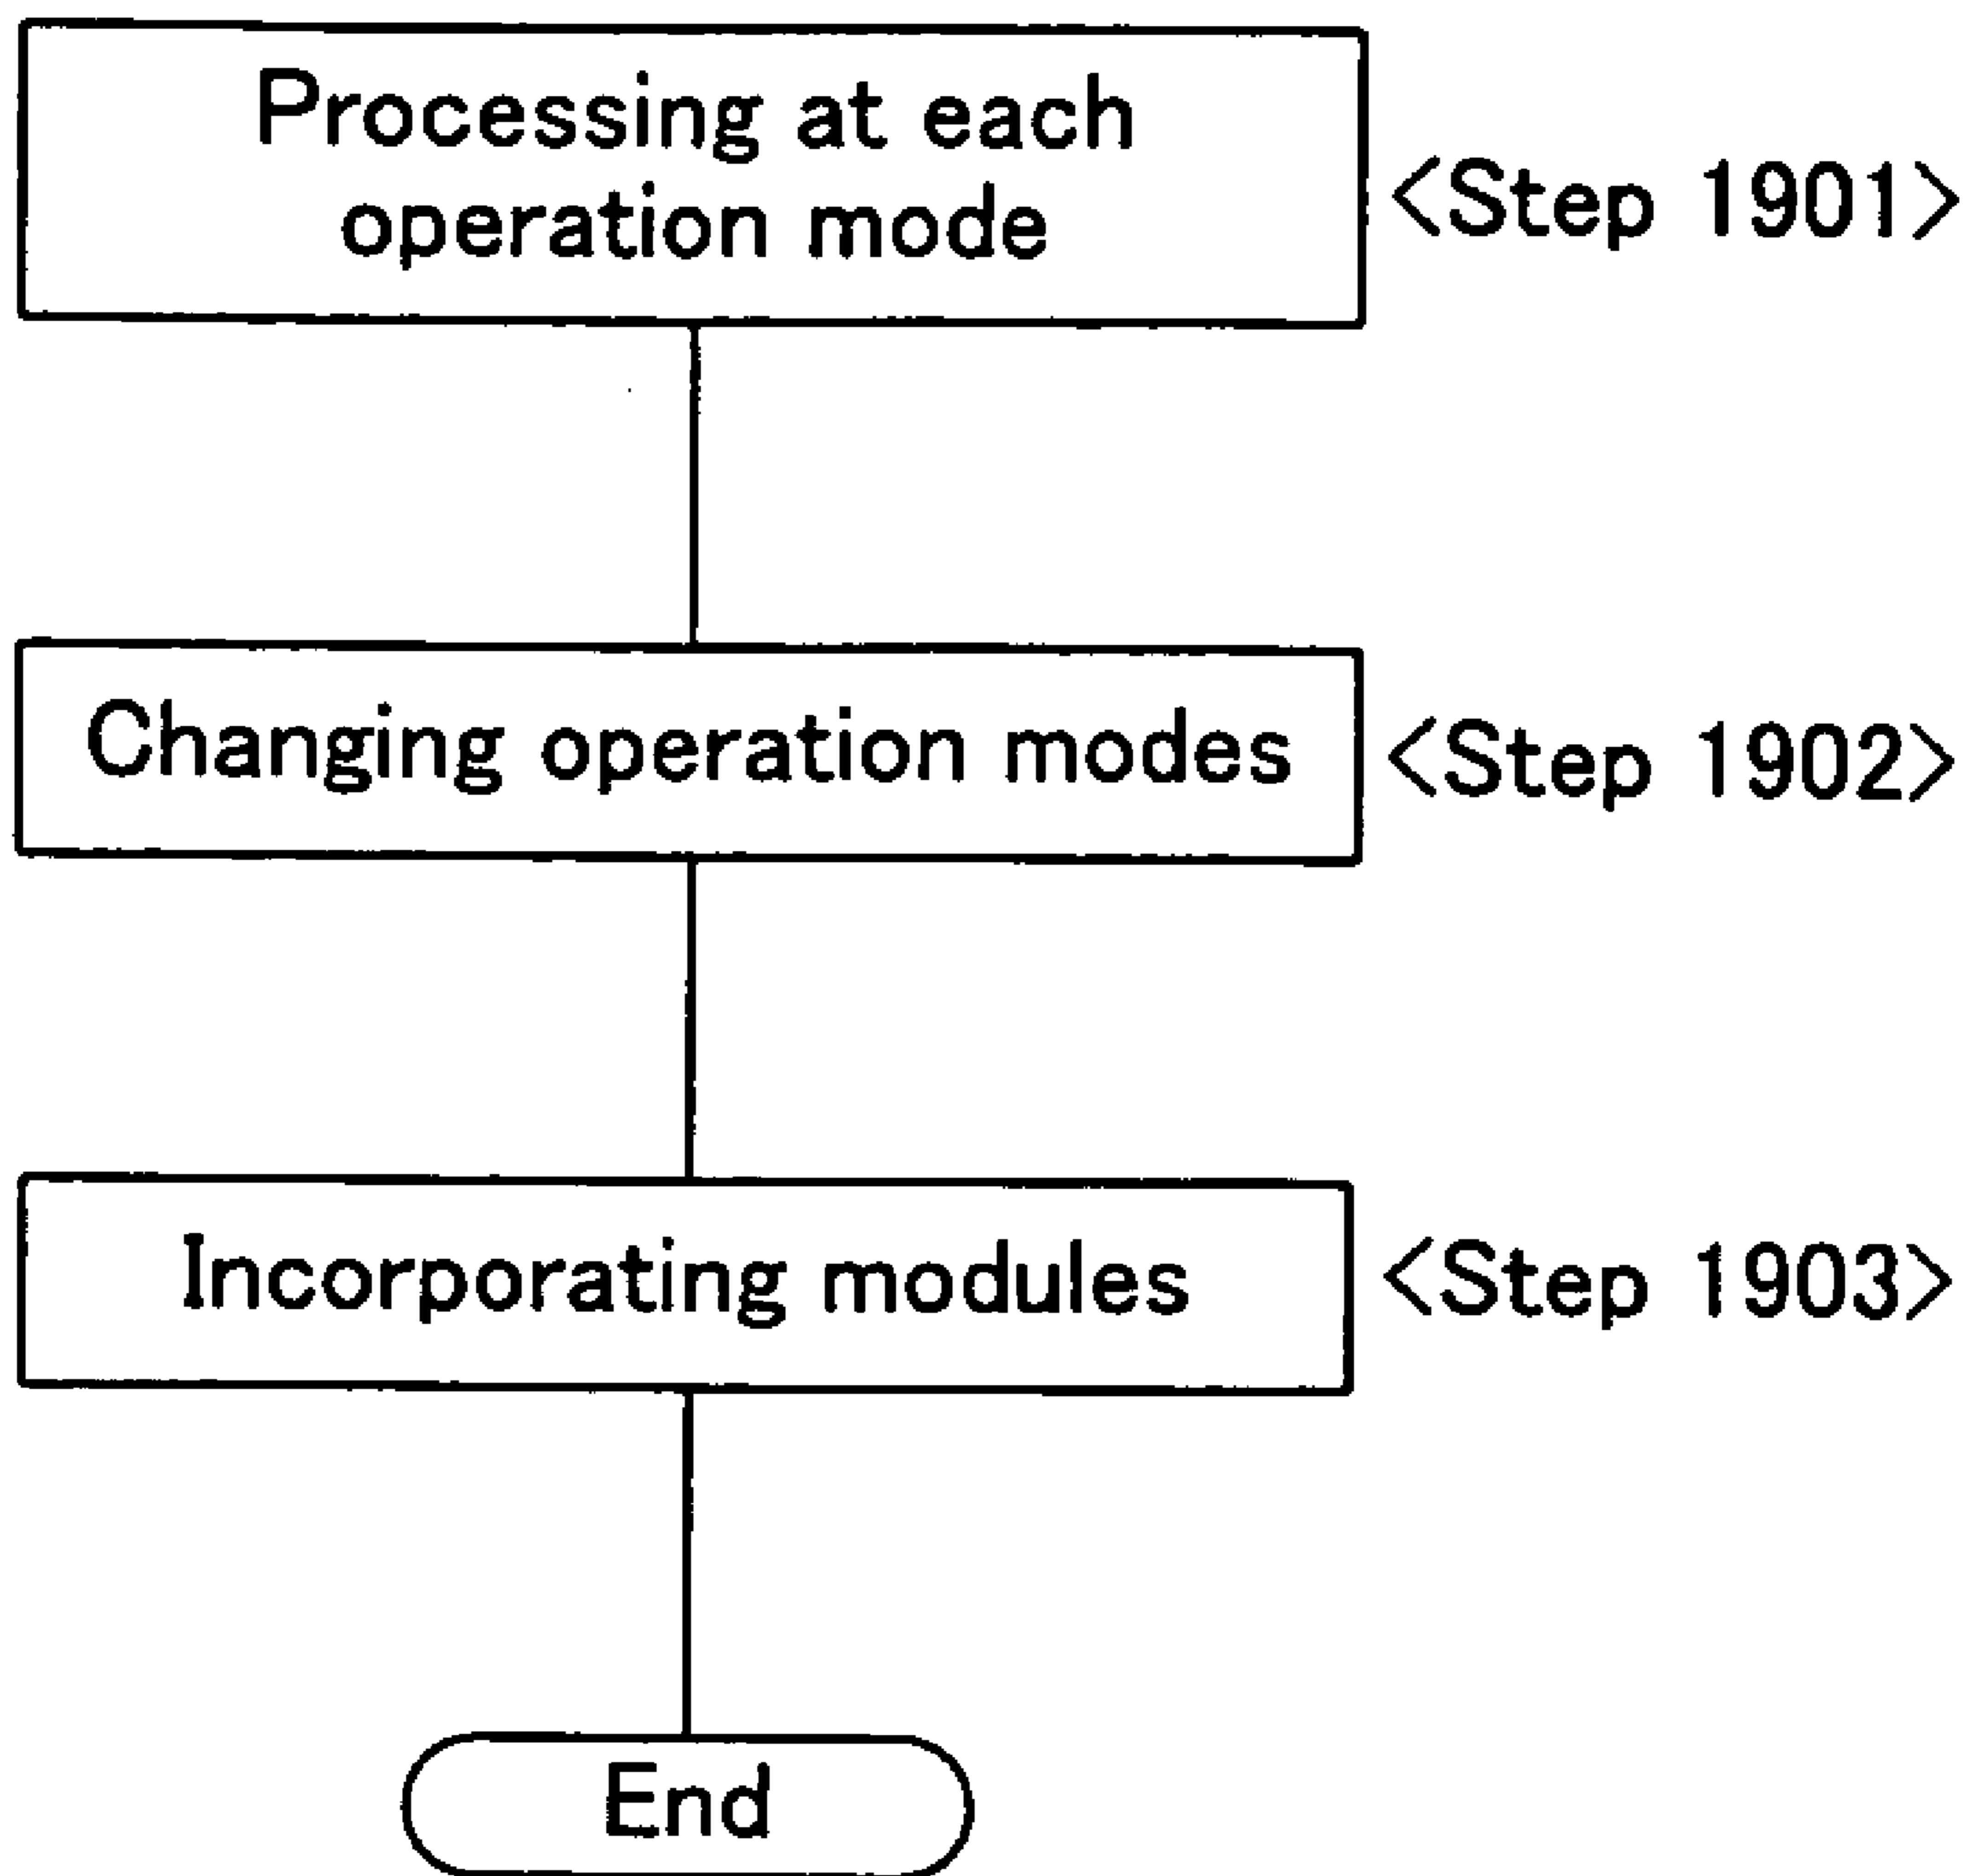 Processing at each
operation mode
<Step 1901>
Changing operation modes
<Step 1902>
Incorporating modules
<Step 1903>
End